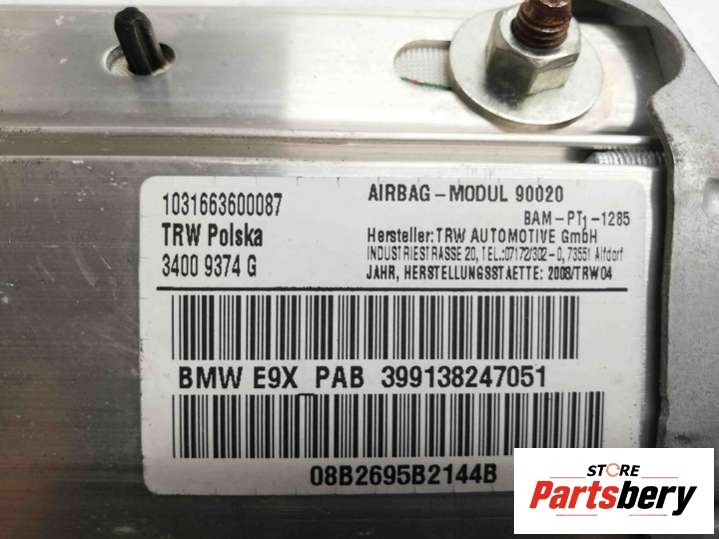 1031663600087
TRW Polska
3400 9374 G
AIRBAG-MODUL 90020
BAM-PT1-1285
Hersteller: TRW AUTOMOTIVE GmbH
INDUSTRIESTRASSE 20, TEL.:07172/302-0, 73551 Alfdorf
JAHR, HERSTELLUNGSSTAETTE: 2008/TRW04
BMW E9X PAB 399138247051
08B2695B2144B
STORE
Partsbery